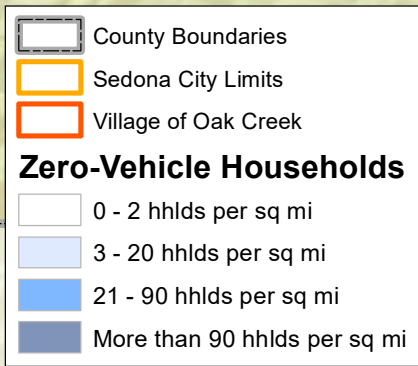 County Boundaries
Sedona City Limits
Village of Oak Creek
Zero-Vehicle Households
0 - 2 hhlds per sq mi
3 - 20 hhlds per sq mi
21 - 90 hhlds per sq mi
More than 90 hhlds per sq mi